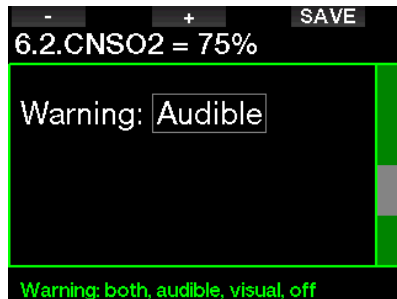 - + SAVE
6.2.CNSO2 = 75%
Warning: Audible
Warning: both, audible, visual, off